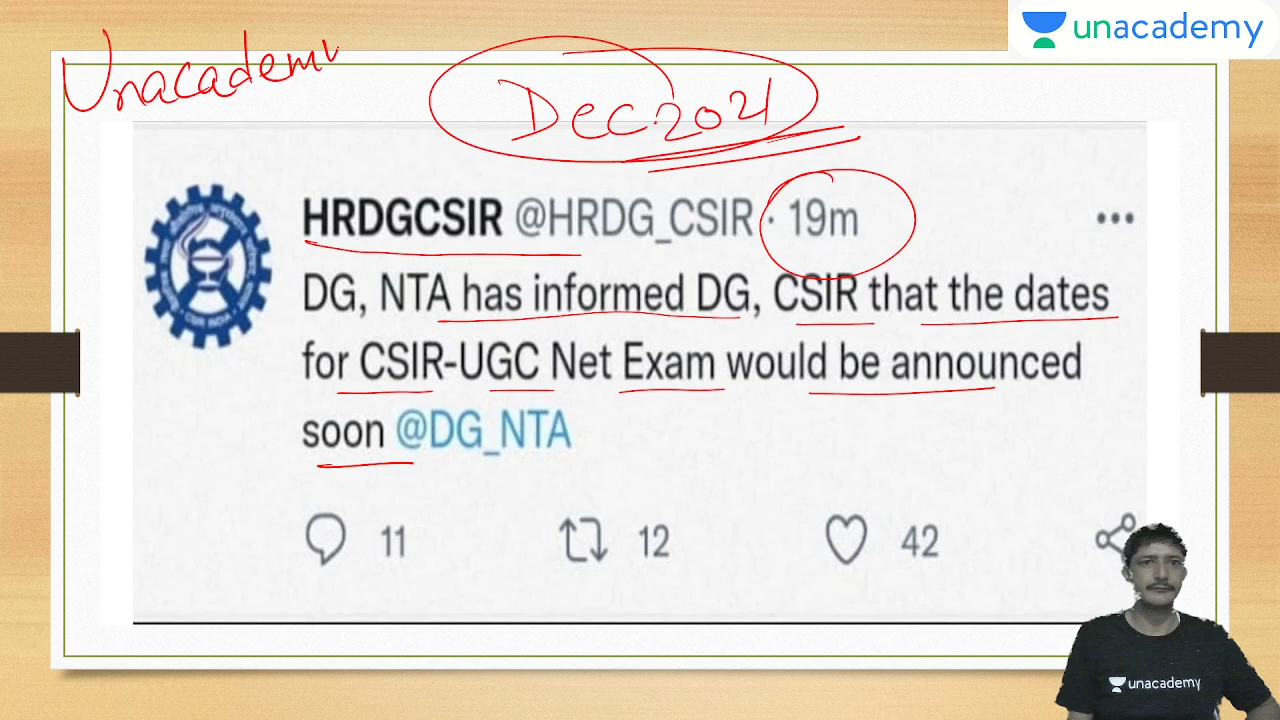 unacademy
Unacademy
Dec 2021
HRDGCSIR @HRDG_CSIR · 19m
DG, NTA has informed DG, CSIR that the dates
for CSIR-UGC Net Exam would be announced
soon @DG_NTA
11 12 42
unacademy